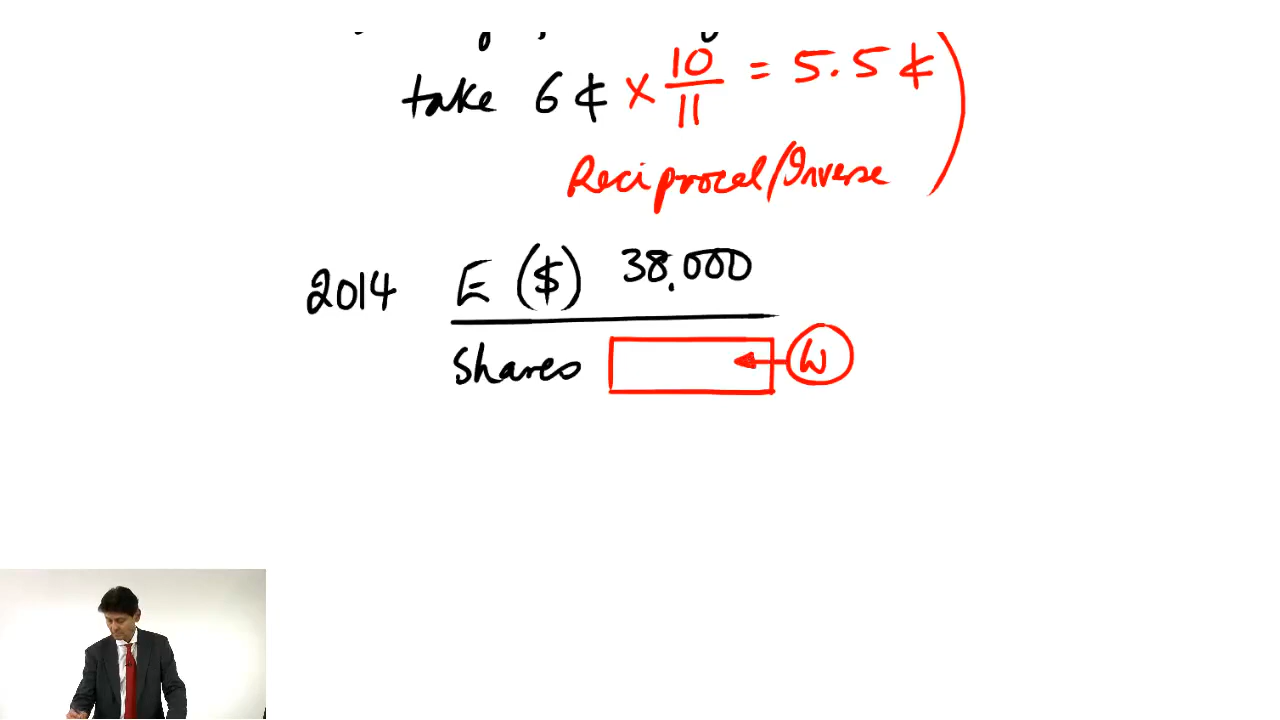 take 6 ¢ × 10/11 = 5.5 ¢
Reciprocal/Inverse
2014 E ($) 38,000
Shares W